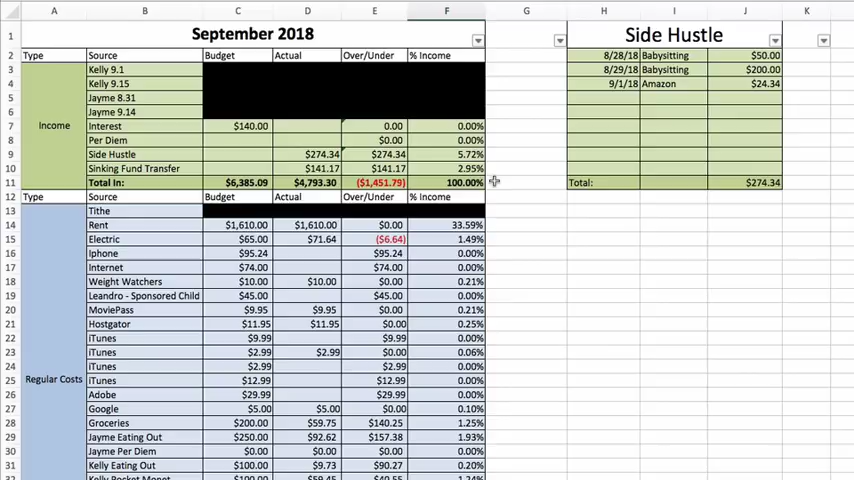 A B C D E F G H I J K
1 September 2018 Side Hustle
2 Type Source Budget Actual Over/Under % Income 8/28/18 Babysitting $50.00
3 Kelly 9.1 8/29/18 Babysitting $200.00
4 Kelly 9.15 9/1/18 Amazon $24.34
5 Jayme 8.31
6 Jayme 9.14
7 Income Interest $140.00 0.00 0.00%
8 Per Diem $0.00 0.00%
9 Side Hustle $274.34 $274.34 5.72%
10 Sinking Fund Transfer $141.17 $141.17 2.95%
11 Total In: $6,385.09 $4,793.30 ($1,451.79) 100.00% Total: $274.34
12 Type Source Budget Actual Over/Under % Income
13 Tithe
14 Rent $1,610.00 $1,610.00 $0.00 33.59%
15 Electric $65.00 $71.64 ($6.64) 1.49%
16 Iphone $95.24 $95.24 0.00%
17 Internet $74.00 $74.00 0.00%
18 Weight Watchers $10.00 $10.00 $0.00 0.21%
19 Leandro - Sponsored Child $45.00 $45.00 0.00%
20 MoviePass $9.95 $9.95 $0.00 0.21%
21 Hostgator $11.95 $11.95 $0.00 0.25%
22 iTunes $9.99 $9.99 0.00%
23 iTunes $2.99 $2.99 $0.00 0.06%
24 iTunes $2.99 $2.99 0.00%
25 Regular Costs iTunes $12.99 $12.99 0.00%
26 Adobe $29.99 $29.99 0.00%
27 Google $5.00 $5.00 $0.00 0.10%
28 Groceries $200.00 $59.75 $140.25 1.25%
29 Jayme Eating Out $250.00 $92.62 $157.38 1.93%
30 Jayme Per Diem $0.00 $0.00 $0.00 0.00%
31 Kelly Eating Out $100.00 $9.73 $90.27 0.20%
32 Kelly Pocket Money $100.00 $59.45 $40.55 1.24%